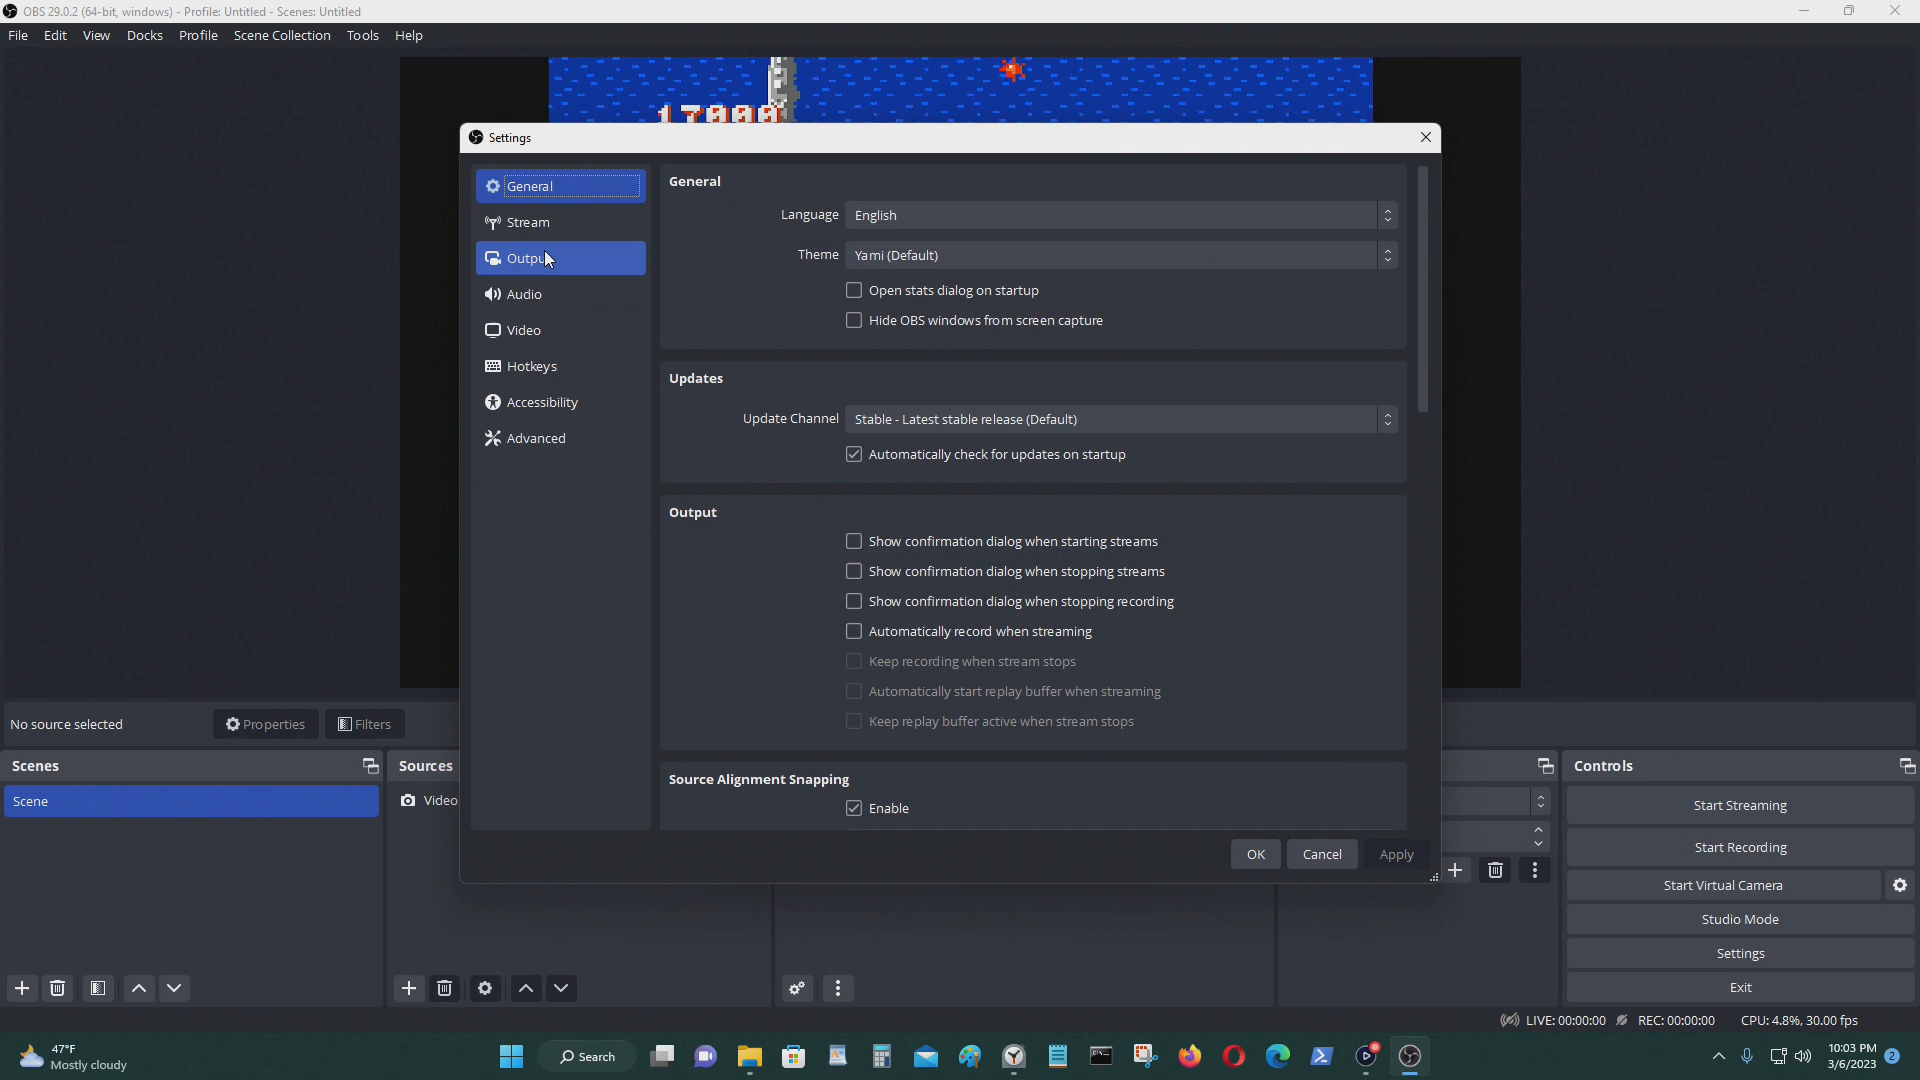 OBS 29.0.2 (64-bit, windows) - Profile: Untitled - Scenes: Untitled
File Edit View Docks Profile Scene Collection Tools Help
17000
Settings
General
Stream
Output
Audio
Video
Hotkeys
Accessibility
Advanced
General
Language English
Theme Yami (Default)
Open stats dialog on startup
Hide OBS windows from screen capture
Updates
Update Channel Stable - Latest stable release (Default)
Automatically check for updates on startup
Output
Show confirmation dialog when starting streams
Show confirmation dialog when stopping streams
Show confirmation dialog when stopping recording
Automatically record when streaming
Keep recording when stream stops
Automatically start replay buffer when streaming
Keep replay buffer active when stream stops
Source Alignment Snapping
Enable
OK Cancel Apply
No source selected Properties Filters
Scenes
Scene
Sources
Video
Controls
Start Streaming
Start Recording
Start Virtual Camera
Studio Mode
Settings
Exit
LIVE: 00:00:00 REC: 00:00:00 CPU: 4.8%, 30.00 fps
47°F
Mostly cloudy
Search
10:03 PM
3/6/2023
2